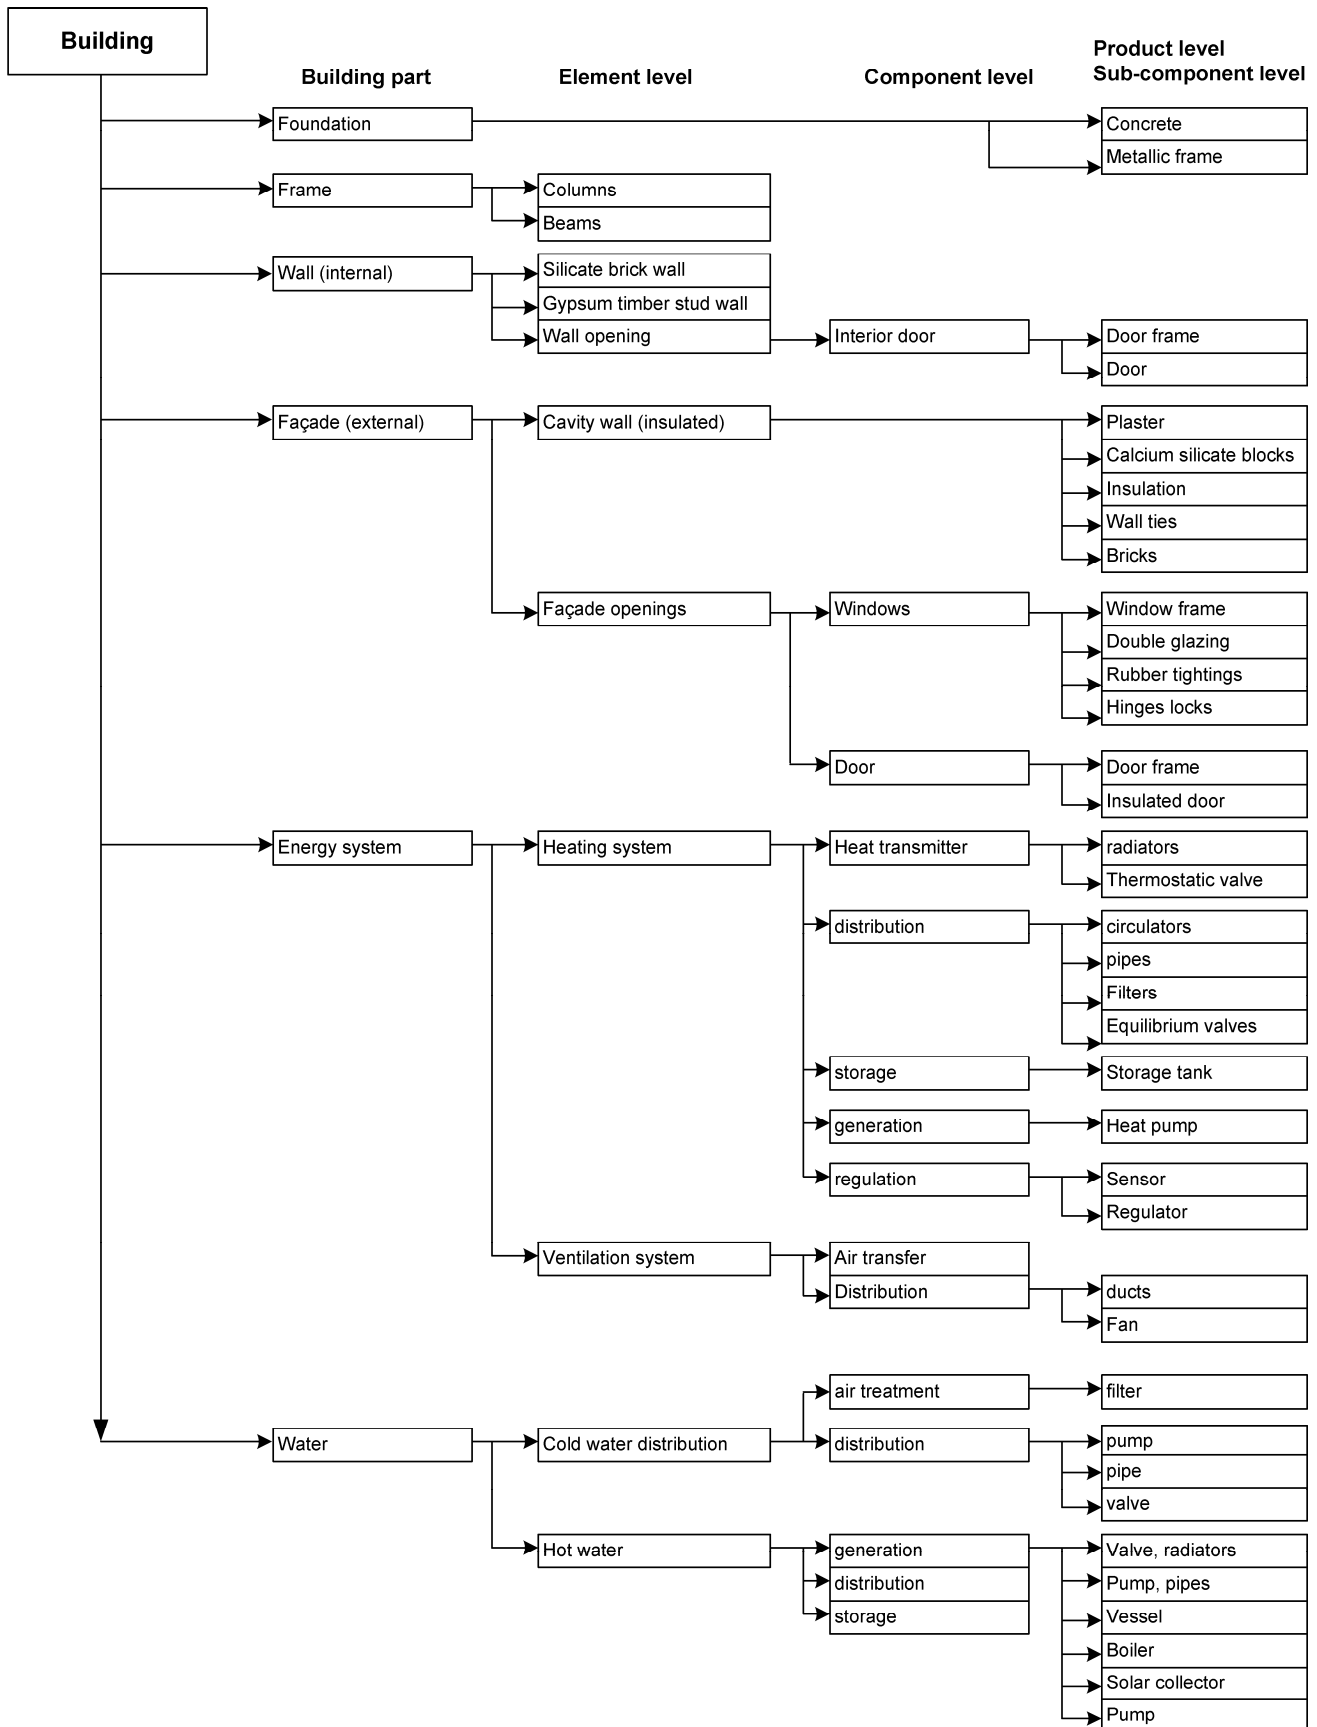 Building
Building part
Element level
Component level
Product level
Sub-component level
Foundation
Concrete
Metallic frame
Frame
Columns
Beams
Wall (internal)
Silicate brick wall
Gypsum timber stud wall
Wall opening
Interior door
Door frame
Door
Façade (external)
Cavity wall (insulated)
Plaster
Calcium silicate blocks
Insulation
Wall ties
Bricks
Façade openings
Windows
Window frame
Double glazing
Rubber tightings
Hinges locks
Door
Door frame
Insulated door
Energy system
Heating system
Heat transmitter
radiators
Thermostatic valve
distribution
circulators
pipes
Filters
Equilibrium valves
storage
Storage tank
generation
Heat pump
regulation
Sensor
Regulator
Ventilation system
Air transfer
Distribution
ducts
Fan
air treatment
filter
Water
Cold water distribution
distribution
pump
pipe
valve
Hot water
generation
distribution
storage
Valve, radiators
Pump, pipes
Vessel
Boiler
Solar collector
Pump